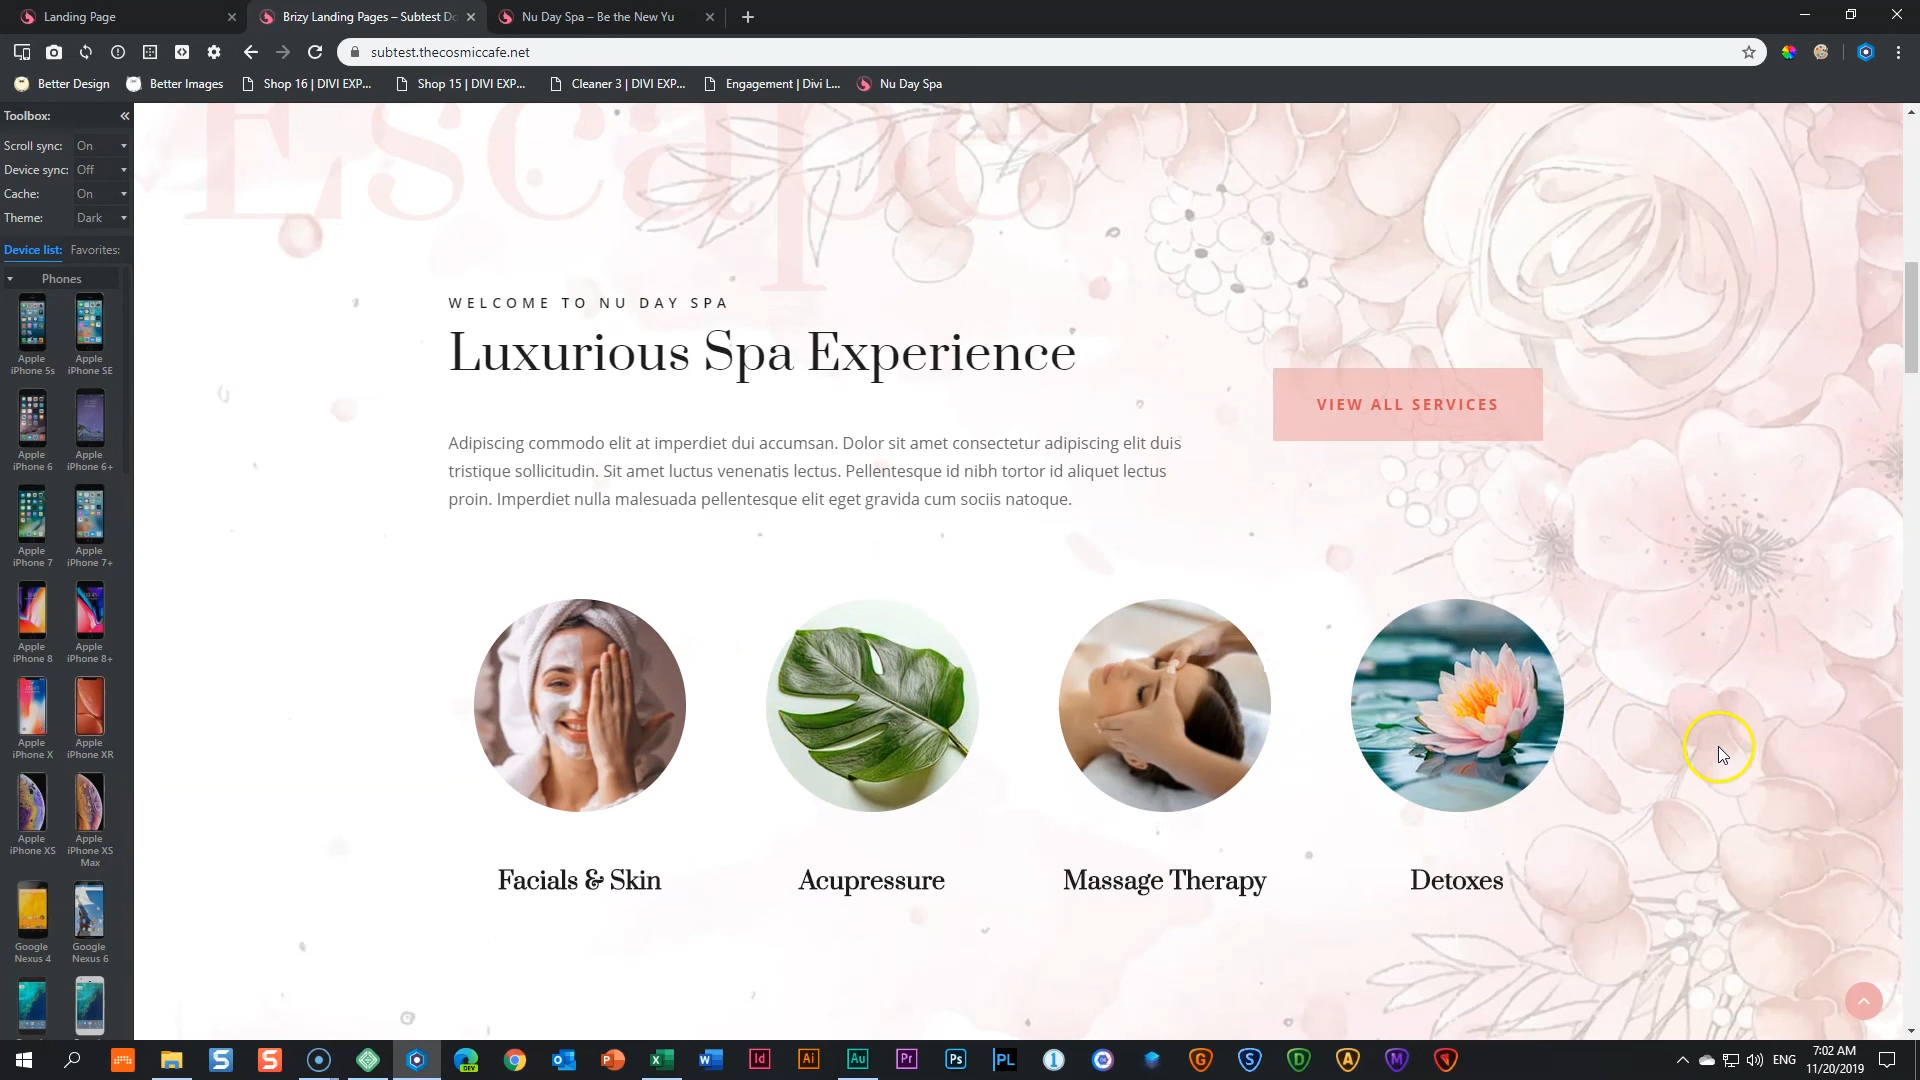 Landing Page
Brizy Landing Pages – Subtest Do
Nu Day Spa – Be the New Yu
subtest.thecosmiccafe.net
Better Design
Better Images
Shop 16 | DIVI EXP...
Shop 15 | DIVI EXP...
Cleaner 3 | DIVI EXP...
Engagement | Divi L...
Nu Day Spa
Toolbox:
Scroll sync: On
Device sync: Off
Cache: On
Theme: Dark
Device list: Favorites:
Phones
Apple iPhone 5s
Apple iPhone SE
Apple iPhone 6
Apple iPhone 6+
Apple iPhone 7
Apple iPhone 7+
Apple iPhone 8
Apple iPhone 8+
Apple iPhone X
Apple iPhone XR
Apple iPhone XS
Apple iPhone XS Max
Google Nexus 4
Google Nexus 6
Escape
WELCOME TO NU DAY SPA
Luxurious Spa Experience
VIEW ALL SERVICES
Adipiscing commodo elit at imperdiet dui accumsan. Dolor sit amet consectetur adipiscing elit duis
tristique sollicitudin. Sit amet luctus venenatis lectus. Pellentesque id nibh tortor id aliquet lectus
proin. Imperdiet nulla malesuada pellentesque elit eget gravida cum sociis natoque.
Facials & Skin
Acupressure
Massage Therapy
Detoxes
ENG
7:02 AM
11/20/2019